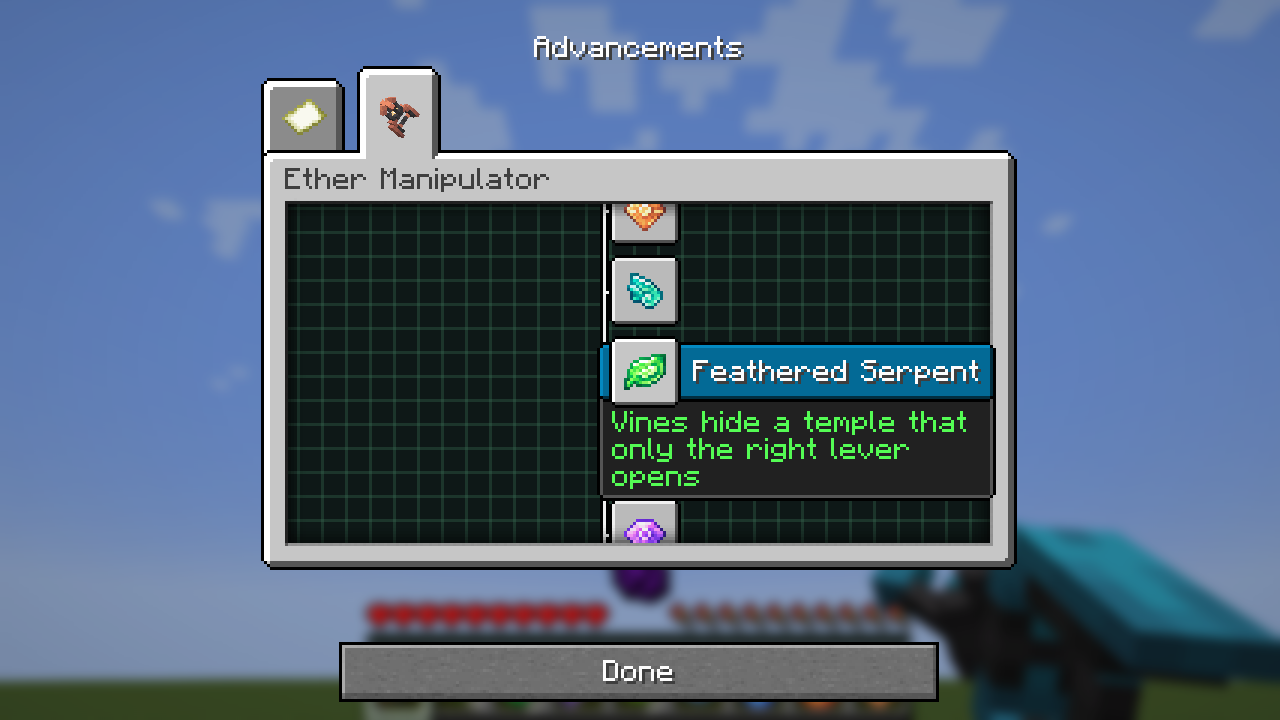 Advancements
Ether Manipulator
Feathered Serpent
Vines hide a temple that
only the right lever
opens
Done